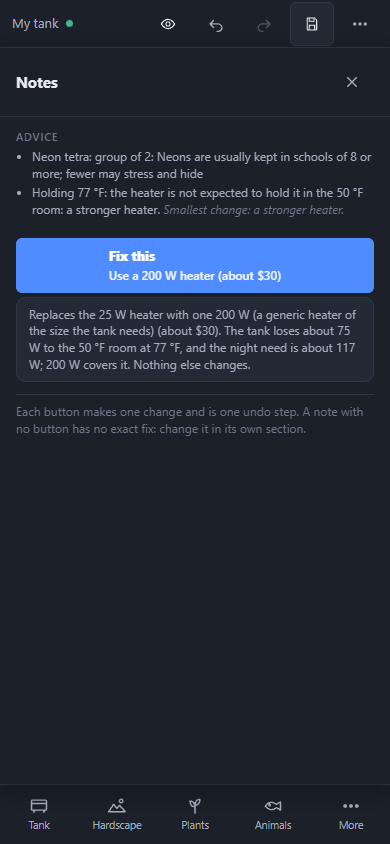 My tank
Notes
ADVICE
• Neon tetra: group of 2: Neons are usually kept in schools of 8 or
more; fewer may stress and hide
• Holding 77 °F: the heater is not expected to hold it in the 50 °F
room: a stronger heater. Smallest change: a stronger heater.
Fix this
Use a 200 W heater (about $30)
Replaces the 25 W heater with one 200 W (a generic heater of
the size the tank needs) (about $30). The tank loses about 75
W to the 50 °F room at 77 °F, and the night need is about 117
W; 200 W covers it. Nothing else changes.
Each button makes one change and is one undo step. A note with
no button has no exact fix: change it in its own section.
Tank
Hardscape
Plants
Animals
More